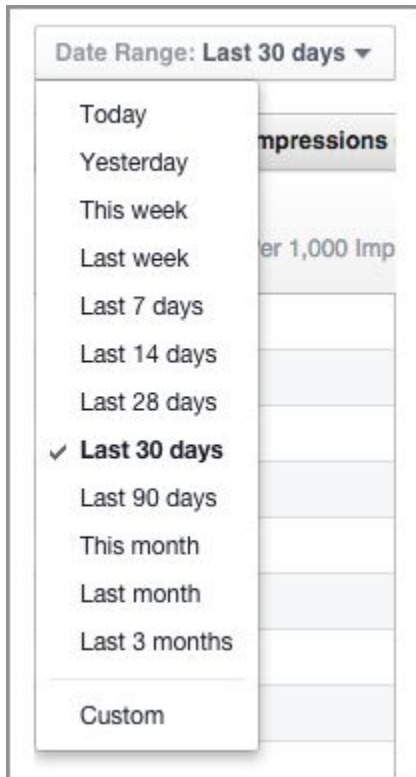 Date Range: Last 30 days
Today
Yesterday
mpressions
This week
Last week
er 1,000 Imp
Last 7 days
Last 14 days
Last 28 days
Last 30 days
Last 90 days
This month
Last month
Last 3 months
Custom